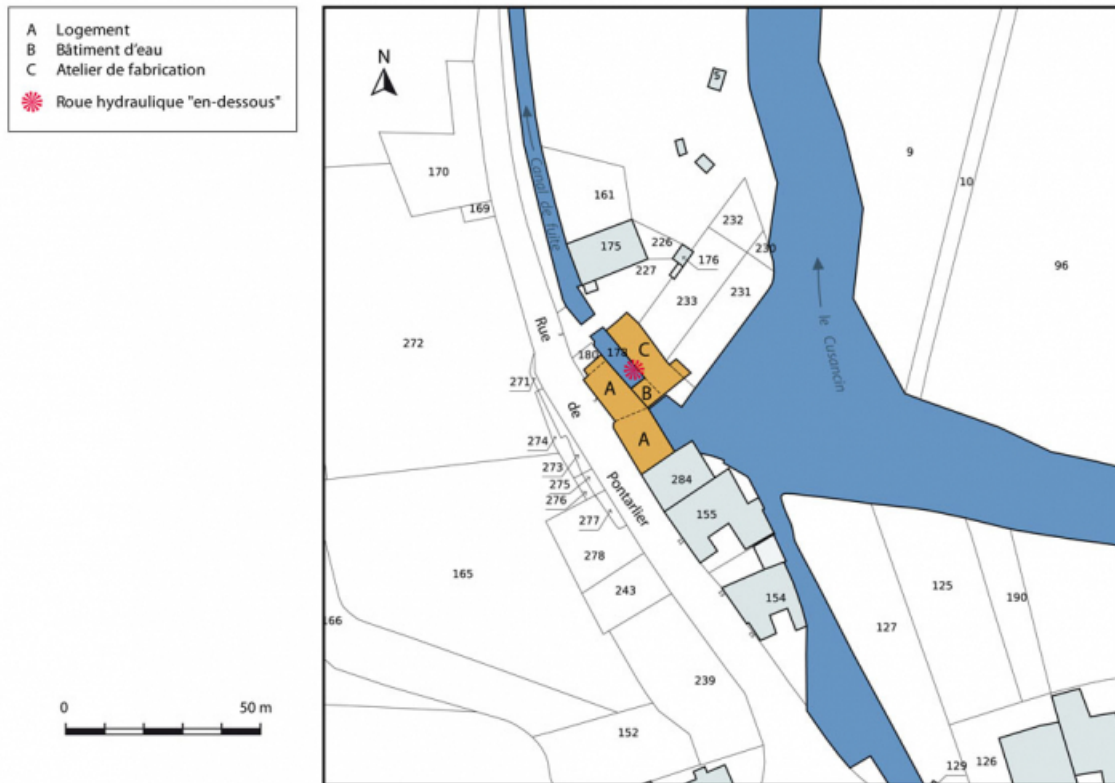 A Logement
B Bâtiment d'eau
C Atelier de fabrication
Roue hydraulique "en-dessous"
N
5
9
10
170
161
Canal de fuite
169
232
175
226
230
176
227
96
231
233
Rue de Pontarlier
le Cusancin
272
180
178
C
271
A
B
274
A
273
284
275
276
155
277
278
165
125
243
154
190
166
127
239
0 50 m
152
129
126